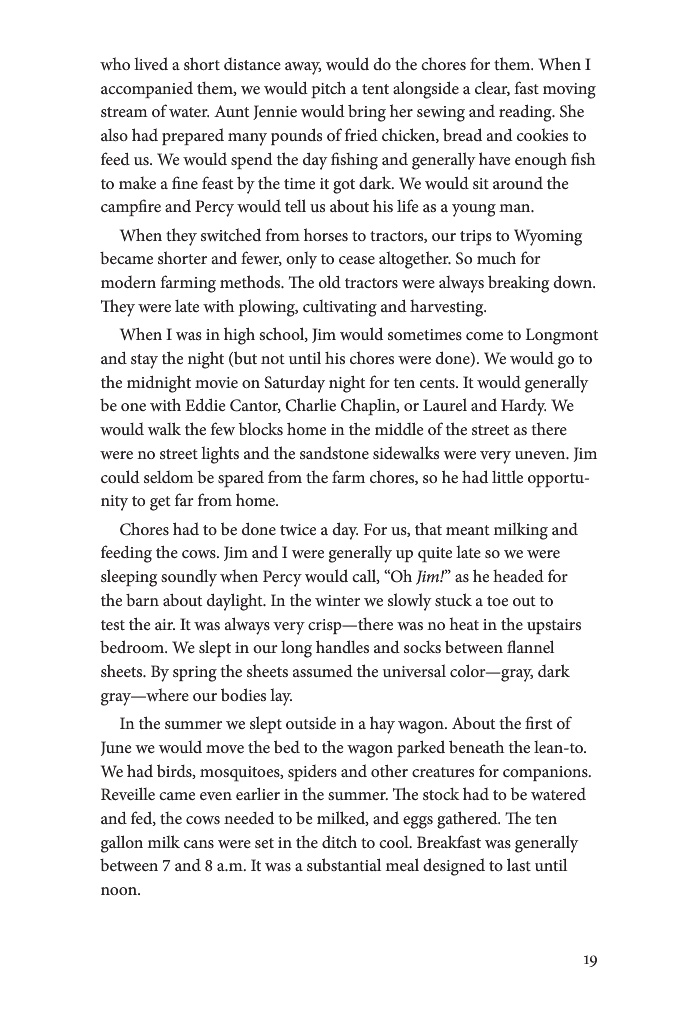 who lived a short distance away, would do the chores for them. When I
accompanied them, we would pitch a tent alongside a clear, fast moving
stream of water. Aunt Jennie would bring her sewing and reading. She
also had prepared many pounds of fried chicken, bread and cookies to
feed us. We would spend the day fishing and generally have enough fish
to make a fine feast by the time it got dark. We would sit around the
campfire and Percy would tell us about his life as a young man.
When they switched from horses to tractors, our trips to Wyoming
became shorter and fewer, only to cease altogether. So much for
modern farming methods. The old tractors were always breaking down.
They were late with plowing, cultivating and harvesting.
When I was in high school, Jim would sometimes come to Longmont
and stay the night (but not until his chores were done). We would go to
the midnight movie on Saturday night for ten cents. It would generally
be one with Eddie Cantor, Charlie Chaplin, or Laurel and Hardy. We
would walk the few blocks home in the middle of the street as there
were no street lights and the sandstone sidewalks were very uneven. Jim
could seldom be spared from the farm chores, so he had little opportu-
nity to get far from home.
Chores had to be done twice a day. For us, that meant milking and
feeding the cows. Jim and I were generally up quite late so we were
sleeping soundly when Percy would call, “Oh Jim!” as he headed for
the barn about daylight. In the winter we slowly stuck a toe out to
test the air. It was always very crisp—there was no heat in the upstairs
bedroom. We slept in our long handles and socks between flannel
sheets. By spring the sheets assumed the universal color—gray, dark
gray—where our bodies lay.
In the summer we slept outside in a hay wagon. About the first of
June we would move the bed to the wagon parked beneath the lean-to.
We had birds, mosquitoes, spiders and other creatures for companions.
Reveille came even earlier in the summer. The stock had to be watered
and fed, the cows needed to be milked, and eggs gathered. The ten
gallon milk cans were set in the ditch to cool. Breakfast was generally
between 7 and 8 a.m. It was a substantial meal designed to last until
noon.
19